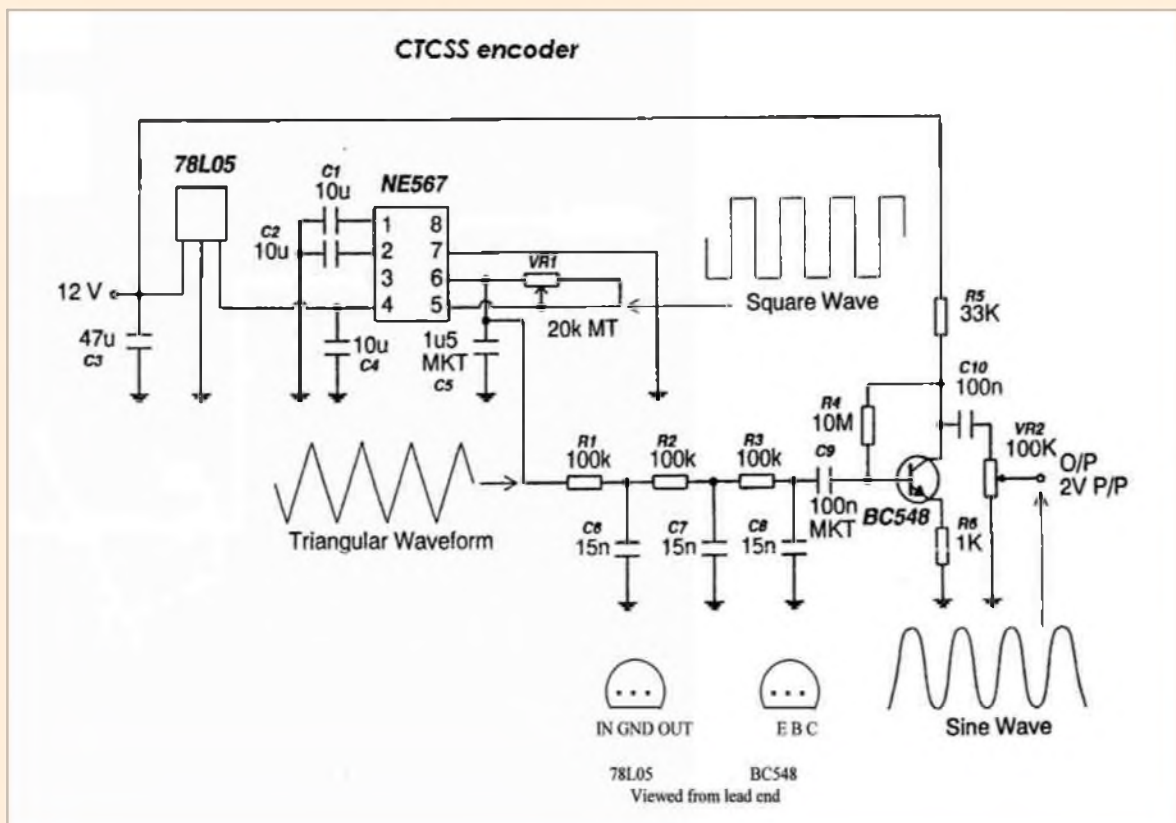 CTCSS encoder
78L05
C1
10u
NE567
C2
10u
1 8
2 7
3 6
4 5
VR1
20k MT
Square Wave
12 V
47u
C3
10u
C4
1u5
MKT
C5
R5
33K
C10
100n
R4
10M
VR2
100K
O/P
2V P/P
R1
100k
R2
100k
R3
100k
C9
100n
MKT
BC548
R6
1K
Triangular Waveform
C6
15n
C7
15n
C8
15n
Sine Wave
IN GND OUT
E B C
78L05
BC548
Viewed from lead end